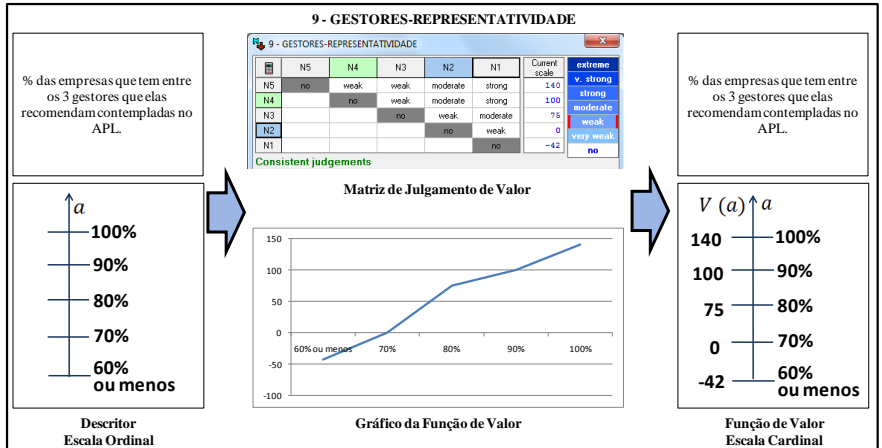 9 - GESTORES-REPRESENTATIVIDADE
% das empresas que tem entre
os 3 gestores que elas
recomendam contempladas no
APL.
a
100%
90%
80%
70%
60%
ou menos
Descritor
Escala Ordinal
9 - GESTORES-REPRESENTATIVIDADE
N5 N4 N3 N2 N1 Current scale
N5 no weak weak moderate strong 140
N4 no weak moderate strong 100
N3 no weak moderate 75
N2 no weak 0
N1 no -42
extreme
v. strong
strong
moderate
weak
very weak
no
Consistent judgements
Matriz de Julgamento de Valor
150
100
50
0
-50
-100
60% ou menos 70% 80% 90% 100%
Gráfico da Função de Valor
% das empresas que tem entre
os 3 gestores que elas
recomendam contempladas no
APL.
V (a) a
140 100%
100 90%
75 80%
0 70%
-42 60%
ou menos
Função de Valor
Escala Cardinal